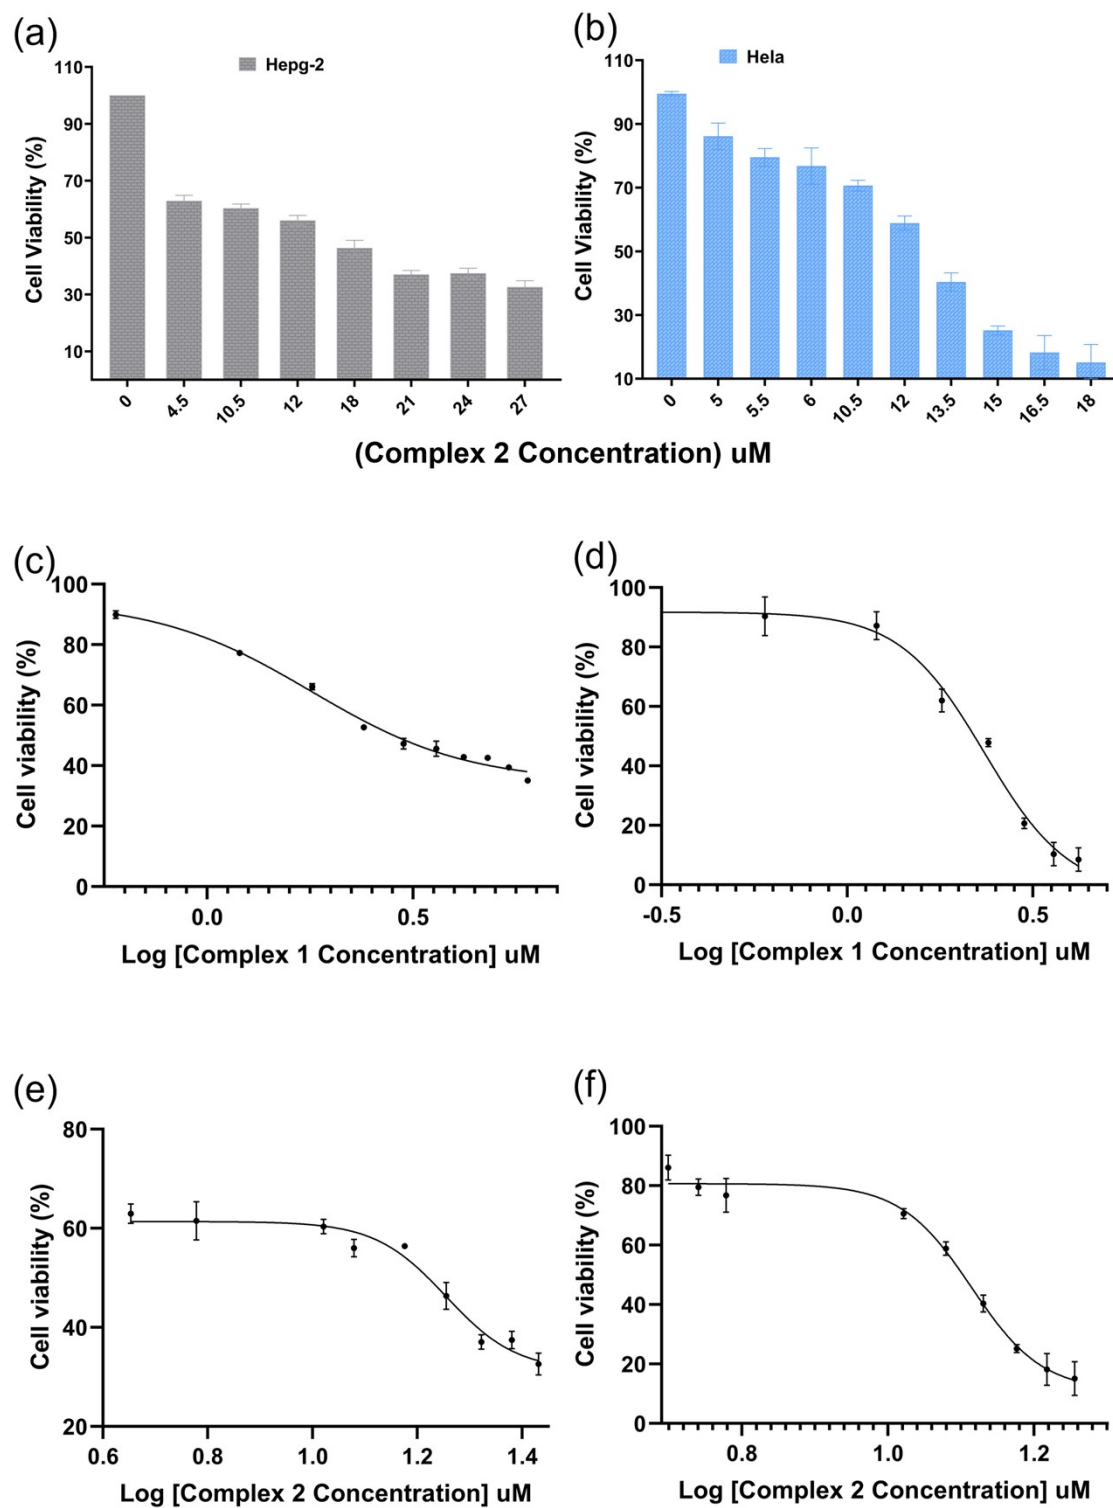 (a)
Hepg-2
110
90
70
50
30
10
Cell Viability (%)
0 4.5 10.5 12 18 21 24 27
(b)
Hela
110
90
70
50
30
10
Cell Viability (%)
0 5 5.5 6 10.5 12 13.5 15 16.5 18
(Complex 2 Concentration) uM
(c)
100
80
60
40
20
0
Cell viability (%)
0.0 0.5
Log [Complex 1 Concentration] uM
(d)
100
80
60
40
20
0
Cell viability (%)
-0.5 0.0 0.5
Log [Complex 1 Concentration] uM
(e)
80
60
40
20
Cell viability (%)
0.6 0.8 1.0 1.2 1.4
Log [Complex 2 Concentration] uM
(f)
100
80
60
40
20
0
Cell viability (%)
0.8 1.0 1.2
Log [Complex 2 Concentration] uM